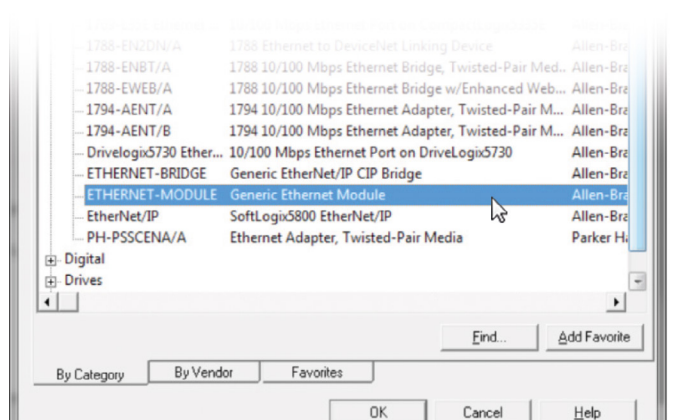 1788-EN2DN/A 1788 Ethernet to DeviceNet Linking Device Allen-Bra
1788-ENBT/A 1788 10/100 Mbps Ethernet Bridge, Twisted-Pair Med... Allen-Bra
1788-EWEB/A 1788 10/100 Mbps Ethernet Bridge w/Enhanced Web... Allen-Bra
1794-AENT/A 1794 10/100 Mbps Ethernet Adapter, Twisted-Pair M... Allen-Bra
1794-AENT/B 1794 10/100 Mbps Ethernet Adapter, Twisted-Pair M... Allen-Bra
Drivelogix5730 Ether... 10/100 Mbps Ethernet Port on DriveLogix5730 Allen-Bra
ETHERNET-BRIDGE Generic EtherNet/IP CIP Bridge Allen-Bra
ETHERNET-MODULE Generic Ethernet Module Allen-Bra
EtherNet/IP SoftLogix5800 EtherNet/IP Allen-Bra
PH-PSSCENA/A Ethernet Adapter, Twisted-Pair Media Parker Ha
Digital
Drives
Find... Add Favorite
By Category By Vendor Favorites
OK Cancel Help